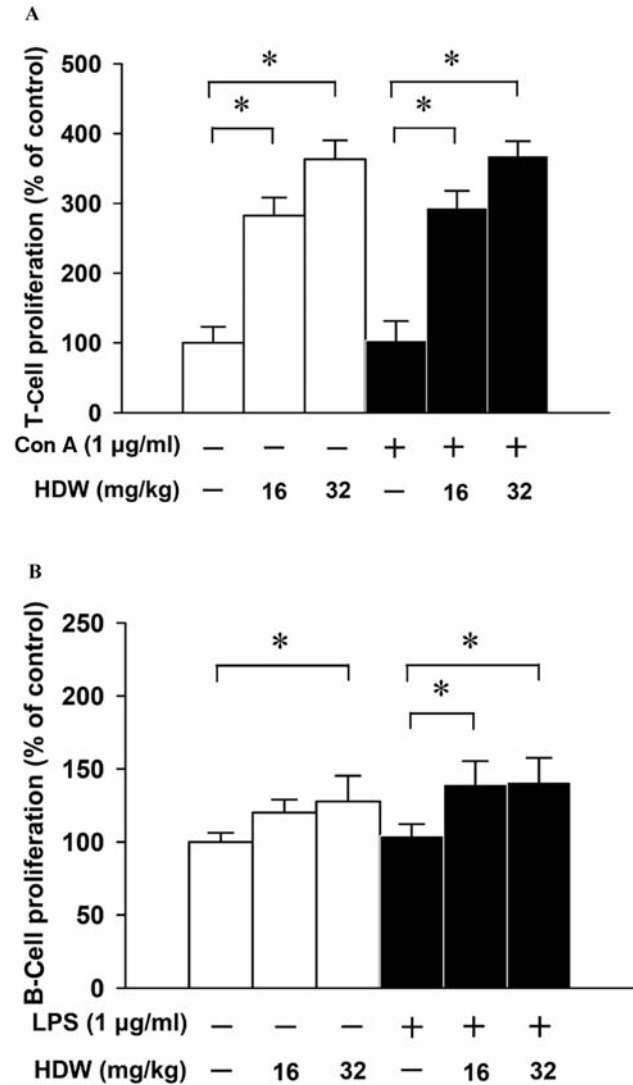 A
T-Cell proliferation (% of control)
500
400
300
200
100
0
* * * *
Con A (1 µg/ml) – – – + + +
HDW (mg/kg) – 16 32 – 16 32
B
B-Cell proliferation (% of control)
250
200
150
100
50
0
* * *
LPS (1 µg/ml) – – – + + +
HDW (mg/kg) – 16 32 – 16 32